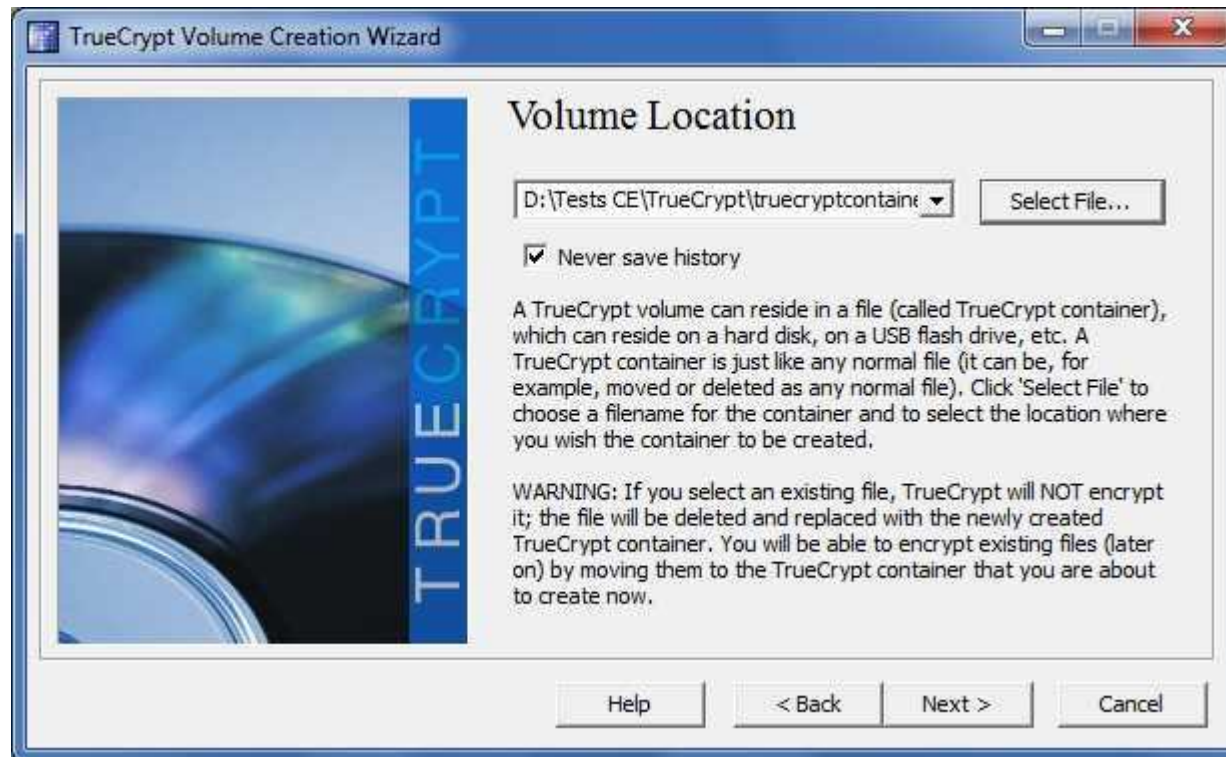 TrueCrypt Volume Creation Wizard
TRUECRYPT
Volume Location
D:\Tests CE\TrueCrypt\truecryptcontaine
Select File...
Never save history
A TrueCrypt volume can reside in a file (called TrueCrypt container),
which can reside on a hard disk, on a USB flash drive, etc. A
TrueCrypt container is just like any normal file (it can be, for
example, moved or deleted as any normal file). Click 'Select File' to
choose a filename for the container and to select the location where
you wish the container to be created.
WARNING: If you select an existing file, TrueCrypt will NOT encrypt
it; the file will be deleted and replaced with the newly created
TrueCrypt container. You will be able to encrypt existing files (later
on) by moving them to the TrueCrypt container that you are about
to create now.
Help
< Back
Next >
Cancel